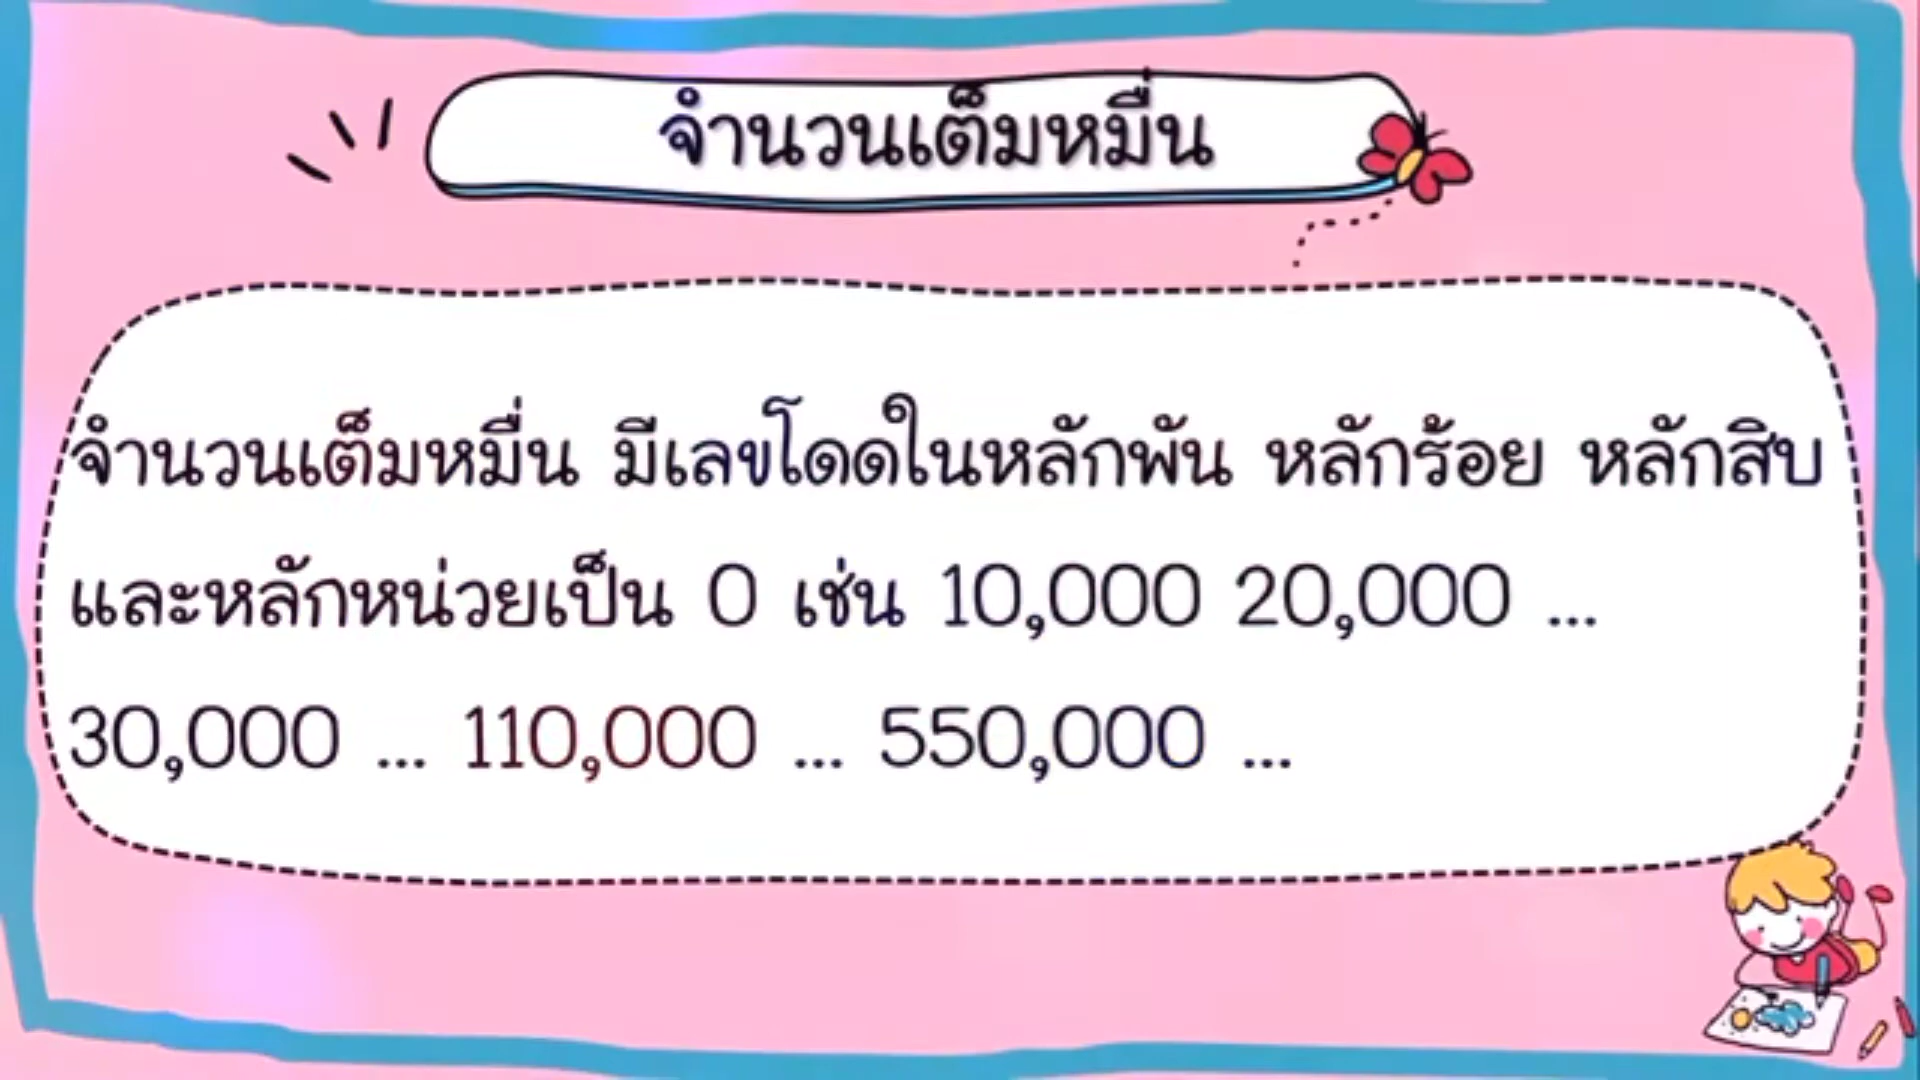 จำนวนเต็มหมื่น
จำนวนเต็มหมื่น มีเลขโดดในหลักพัน หลักร้อย หลักสิบ
และหลักหน่วยเป็น 0 เช่น 10,000 20,000 ...
30,000 ... 110,000 ... 550,000 ...